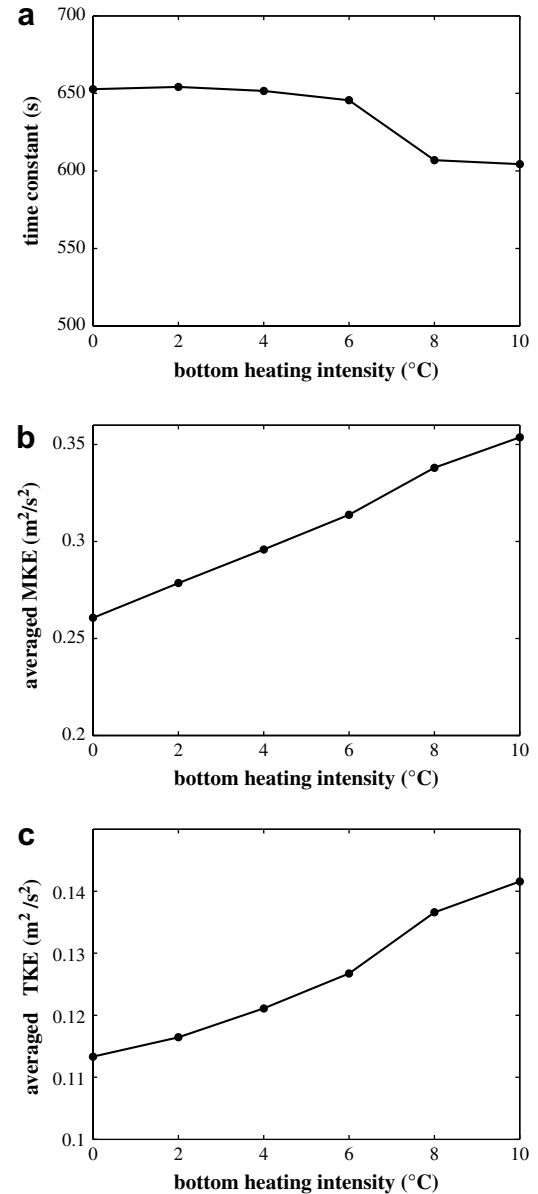 a
700
650
600
550
500
time constant (s)
0 2 4 6 8 10
bottom heating intensity (°C)
b
0.35
0.3
0.25
0.2
averaged MKE (m²/s²)
0 2 4 6 8 10
bottom heating intensity (°C)
c
0.14
0.13
0.12
0.11
0.1
averaged TKE (m² /s²)
0 2 4 6 8 10
bottom heating intensity (°C)